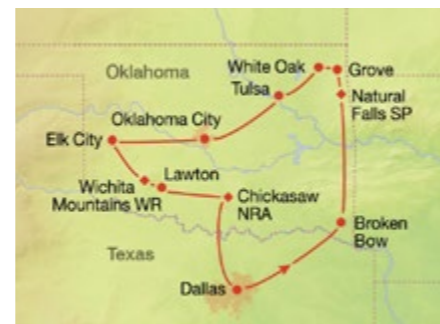 Oklahoma
White Oak
Grove
Tulsa
Natural
Falls SP
Oklahoma City
Elk City
Lawton
Wichita
Mountains WR
Chickasaw
NRA
Broken
Bow
Texas
Dallas